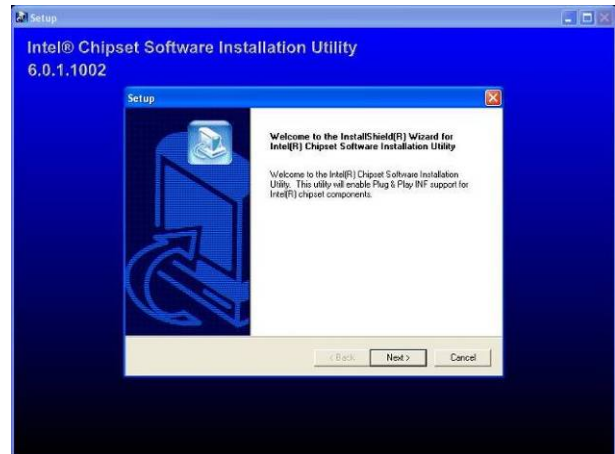 Setup
Intel® Chipset Software Installation Utility
6.0.1.1002
Setup
Welcome to the InstallShield(R) Wizard for
Intel(R) Chipset Software Installation Utility
Welcome to the Intel(R) Chipset Software Installation
Utility. This utility will enable Plug & Play INF support for
Intel(R) chipset components.
< Back
Next >
Cancel